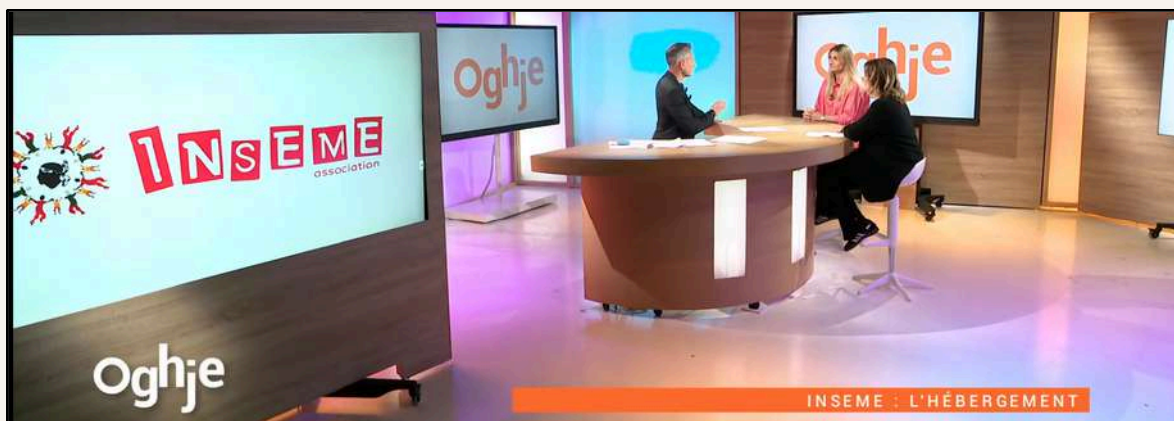 INSEME
association
Oghje
Oghje
Oghje
INSEME : L'HÉBERGEMENT